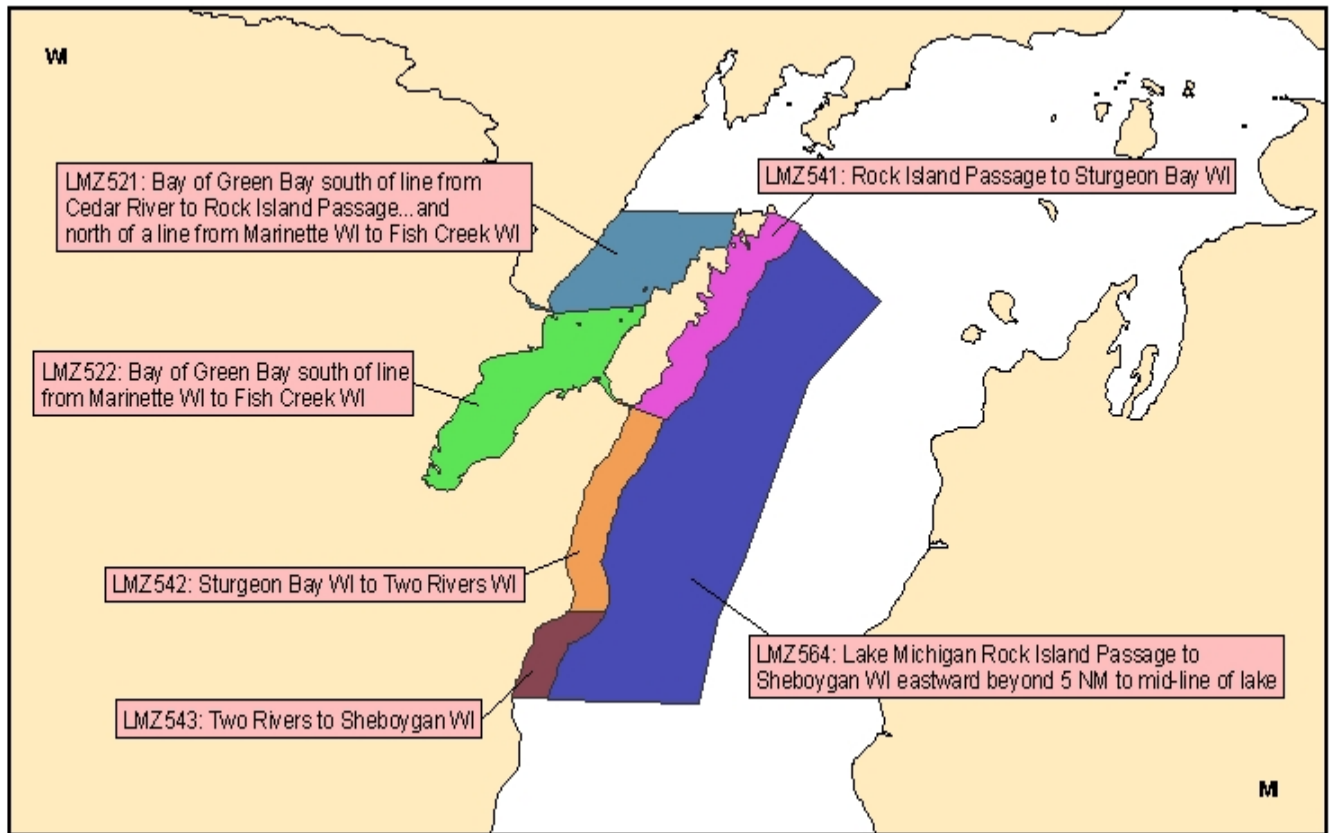 WI
LMZ521: Bay of Green Bay south of line from
Cedar River to Rock Island Passage...and
north of a line from Marinette WI to Fish Creek WI
LMZ541: Rock Island Passage to Sturgeon Bay WI
LMZ522: Bay of Green Bay south of line
from Marinette WI to Fish Creek WI
LMZ542: Sturgeon Bay WI to Two Rivers WI
LMZ564: Lake Michigan Rock Island Passage to
Sheboygan WI eastward beyond 5 NM to mid-line of lake
LMZ543: Two Rivers to Sheboygan WI
MI